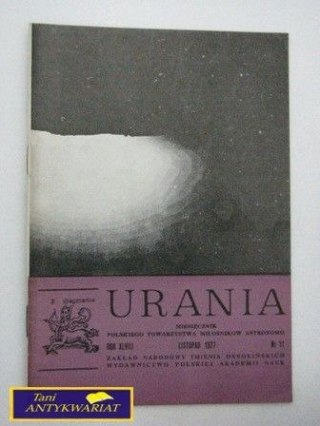 URANIA
MIESIĘCZNIK
POLSKIEGO TOWARZYSTWA MIŁOŚNIKÓW ASTRONOMII
ROK XLVIII LISTOPAD 1977 Nr 11
ZAKŁAD NARODOWY IMIENIA OSSOLIŃSKICH
WYDAWNICTWO POLSKIEJ AKADEMII NAUK
Tani
ANTYKWARIAT